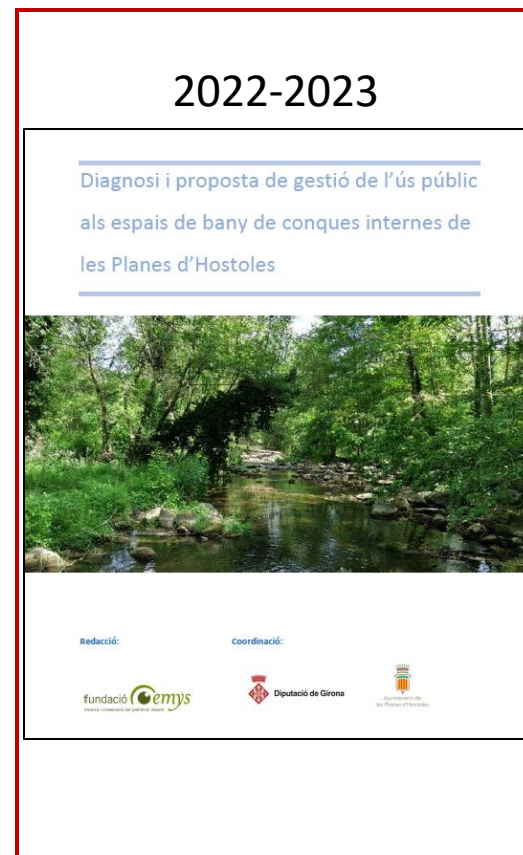 2022-2023
Diagnosi i proposta de gestió de l'ús públic
als espais de bany de conques internes de
les Planes d'Hostoles
Redacció:
Coordinació:
fundació emys
Diputació de Girona
Ajuntament de
les Planes d'Hostoles